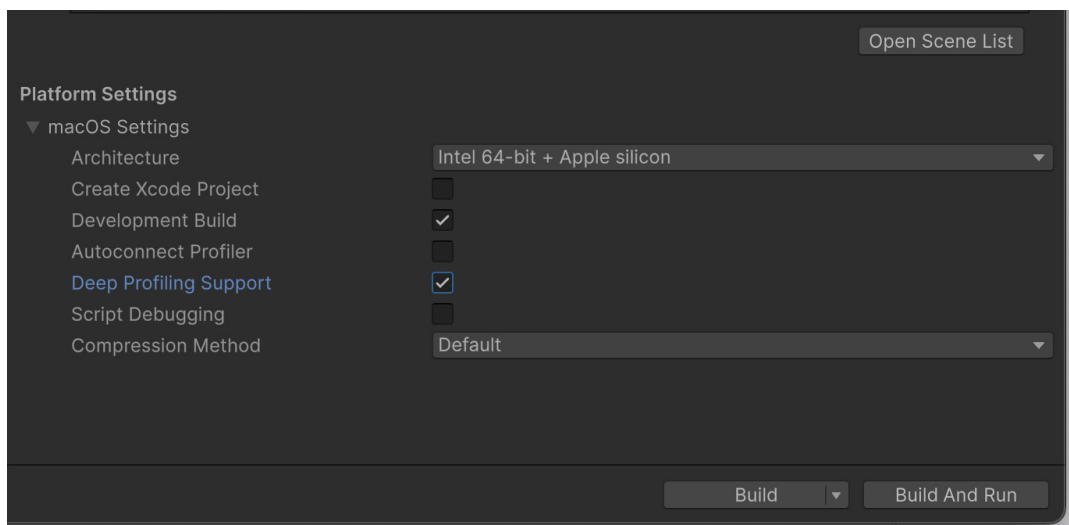 Open Scene List
Platform Settings
macOS Settings
Architecture Intel 64-bit + Apple silicon
Create Xcode Project
Development Build
Autoconnect Profiler
Deep Profiling Support
Script Debugging
Compression Method Default
Build Build And Run